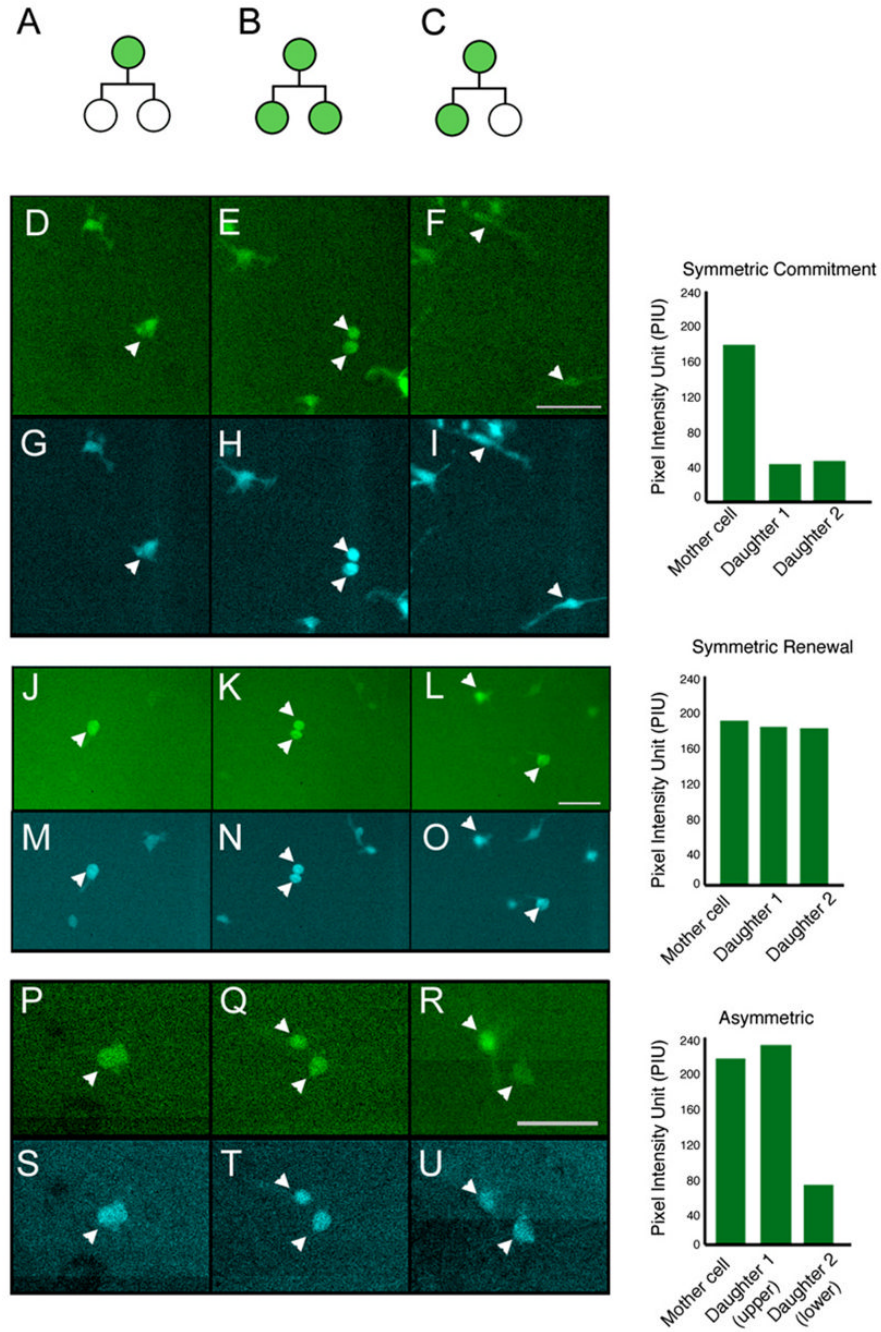 A B C
D E F
G H I
Symmetric Commitment
Pixel Intensity Unit (PIU)
240
200
160
120
80
40
0
Mother cell
Daughter 1
Daughter 2
J K L
M N O
Symmetric Renewal
Pixel Intensity Unit (PIU)
240
200
160
120
80
40
0
Mother cell
Daughter 1
Daughter 2
P Q R
S T U
Asymmetric
Pixel Intensity Unit (PIU)
240
200
160
120
80
40
0
Mother cell
Daughter 1
(upper)
Daughter 2
(lower)